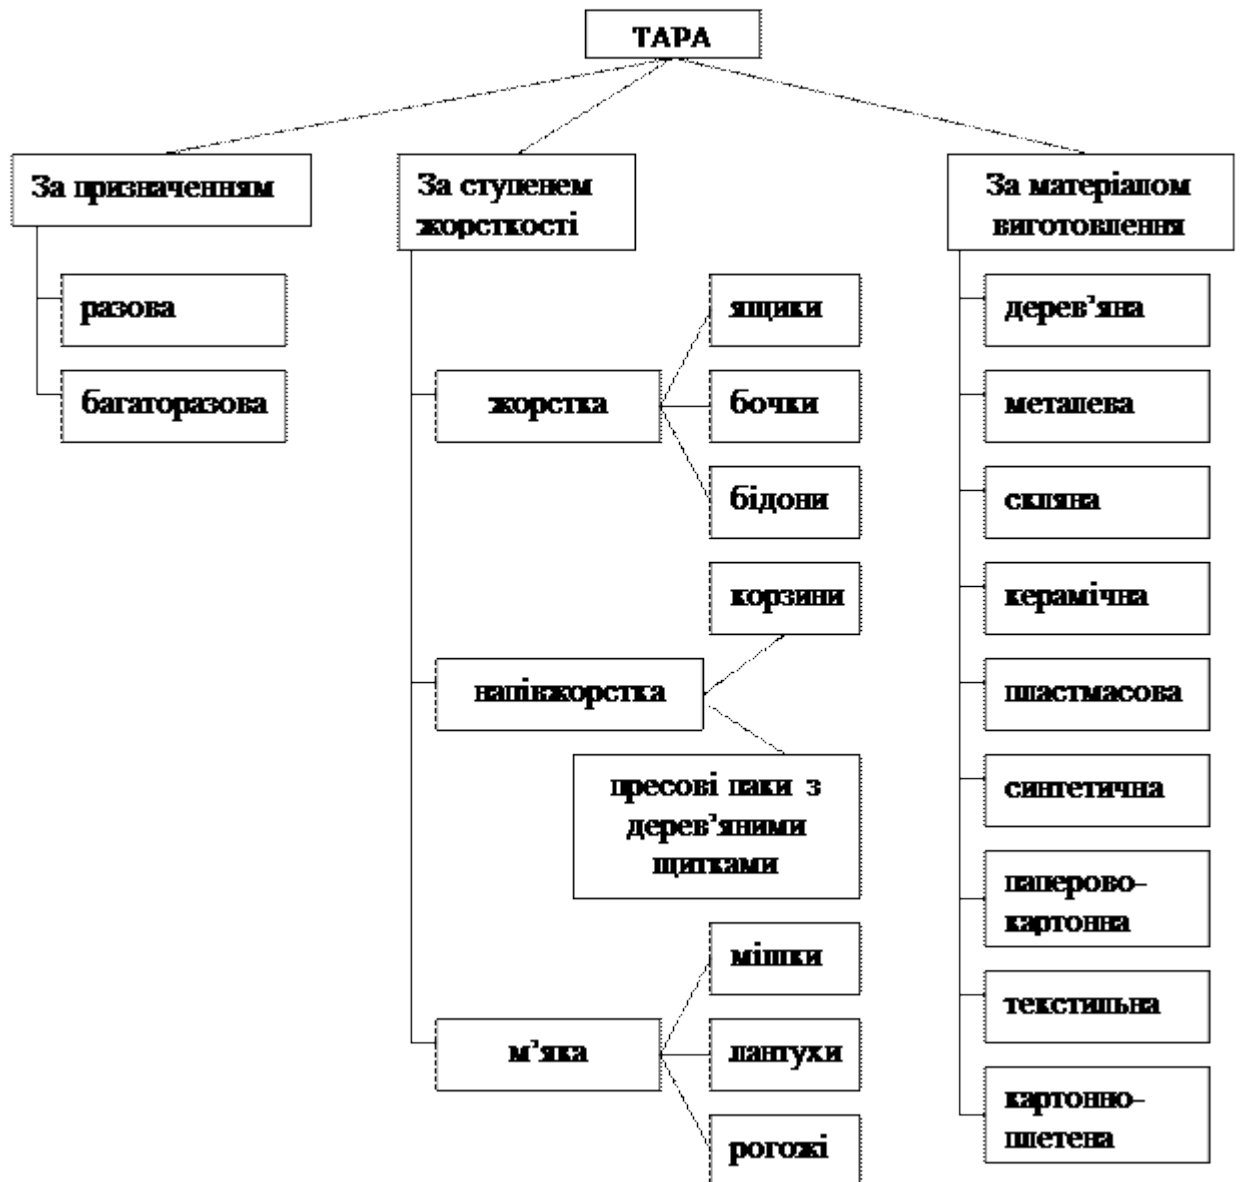 ТАРА
За призначенням
разова
багаторазова
За ступенем
жорсткості
жорстка
ящики
бочки
бідони
напівжорстка
корзини
пресові паки з
дерев’яними
щитками
м’яка
мішки
лантухи
рогожі
За матеріалом
виготовлення
дерев’яна
металева
скляна
керамічна
пластмасова
синтетична
паперово–
картонна
текстильна
картонно–
плетена